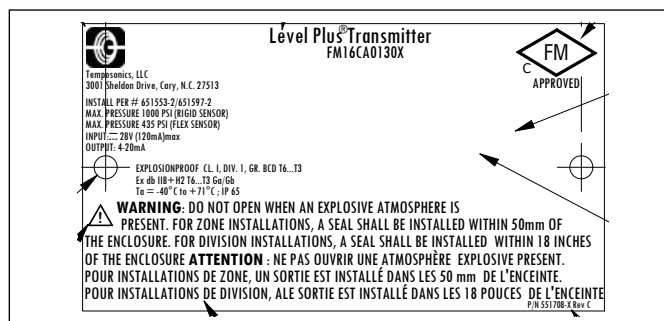 Level Plus® Transmitter
FM16CA0130X
FM
C
APPROVED
Temposonics, LLC
3001 Sheldon Drive, Cary, N.C. 27513
INSTALL PER # 651553-2/651597-2
MAX. PRESSURE 1000 PSI (RIGID SENSOR)
MAX. PRESSURE 435 PSI (FLEX SENSOR)
INPUT:⎓ 28V (120mA)max
OUTPUT: 4-20mA
EXPLOSIONPROOF CL. I, DIV. 1, GR. BCD T6...T3
Ex db IIB+H2 T6...T3 Ga/Gb
Ta = -40°C to +71°C ; IP 65
WARNING: DO NOT OPEN WHEN AN EXPLOSIVE ATMOSPHERE IS
PRESENT. FOR ZONE INSTALLATIONS, A SEAL SHALL BE INSTALLED WITHIN 50mm OF
THE ENCLOSURE. FOR DIVISION INSTALLATIONS, A SEAL SHALL BE INSTALLED WITHIN 18 INCHES
OF THE ENCLOSURE ATTENTION : NE PAS OUVRIR UNE ATMOSPHÈRE EXPLOSIVE PRESENT.
POUR INSTALLATIONS DE ZONE, UN SORTIE EST INSTALLÉ DANS LES 50 mm DE L'ENCEINTE.
POUR INSTALLATIONS DE DIVISION, ALE SORTIE EST INSTALLÉ DANS LES 18 POUCES DE L'ENCEINTE
P/N 551708-X Rev C